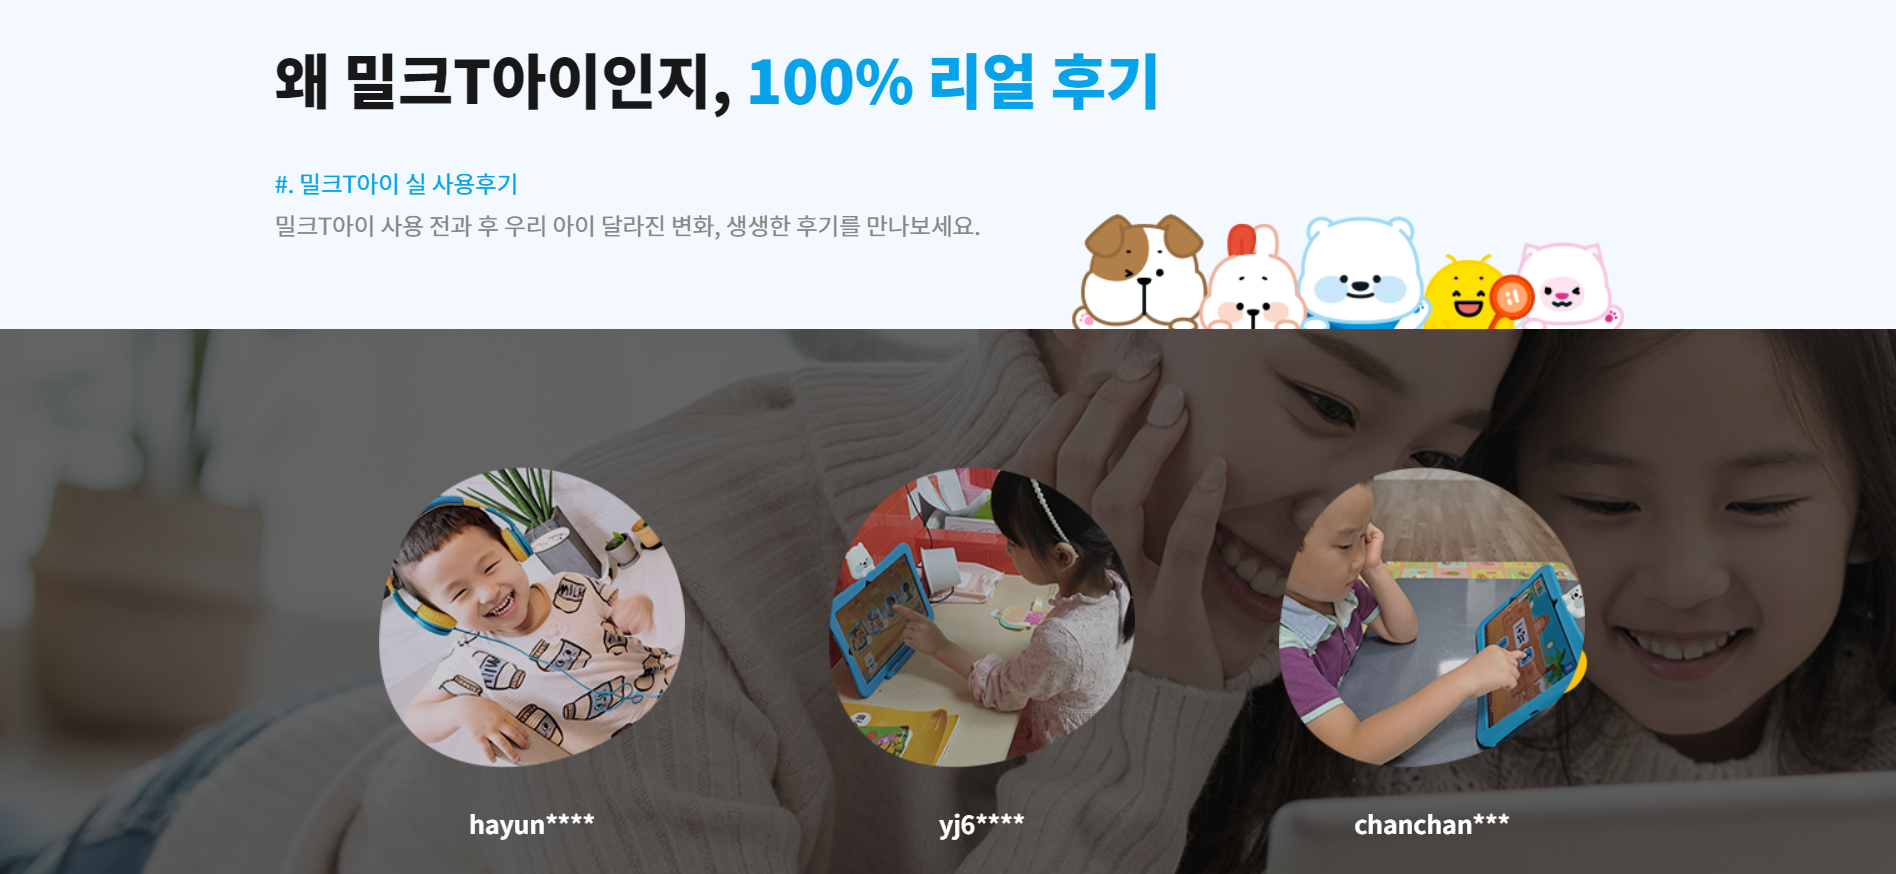 왜 밀크T아이인지, 100% 리얼 후기
#. 밀크T아이 실 사용후기
밀크T아이 사용 전과 후 우리 아이 달라진 변화, 생생한 후기를 만나보세요.
MILK
hayun****
yj6****
chanchan***